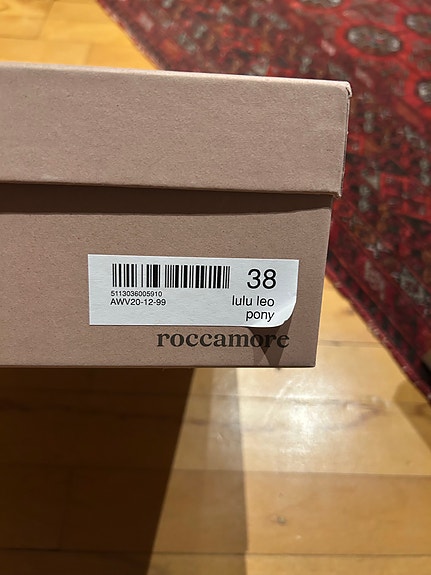 38
5113036005910
AWV20-12-99
lulu leo
pony
roccamore